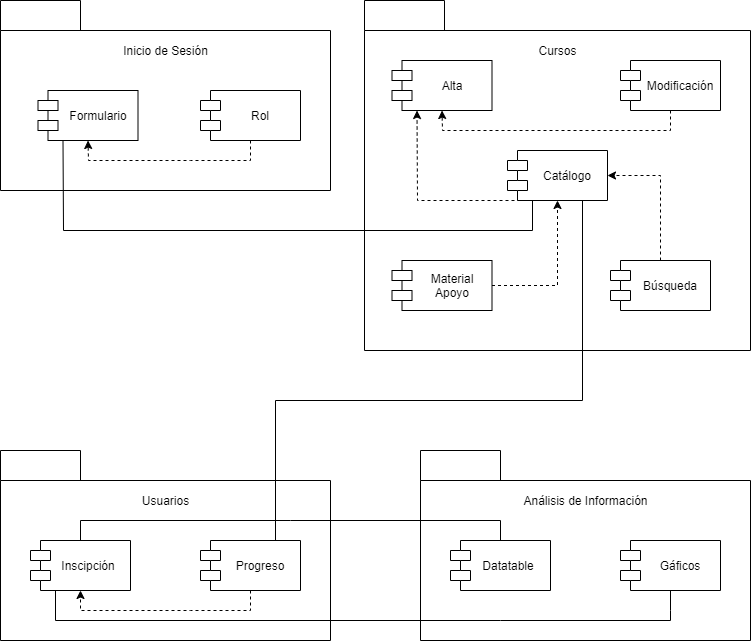 Inicio de Sesión
Formulario
Rol
Cursos
Alta
Modificación
Catálogo
Material
Apoyo
Búsqueda
Usuarios
Inscipción
Progreso
Análisis de Información
Datatable
Gáficos